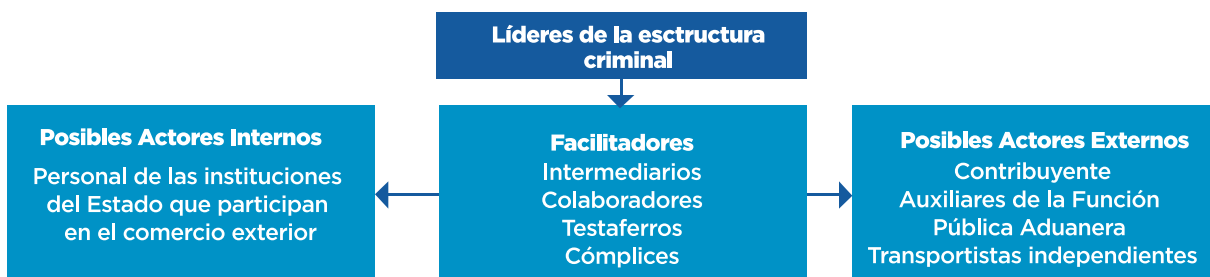 Líderes de la esctructura
criminal
Posibles Actores Internos
Personal de las instituciones
del Estado que participan
en el comercio exterior
Facilitadores
Intermediarios
Colaboradores
Testaferros
Cómplices
Posibles Actores Externos
Contribuyente
Auxiliares de la Función
Pública Aduanera
Transportistas independientes